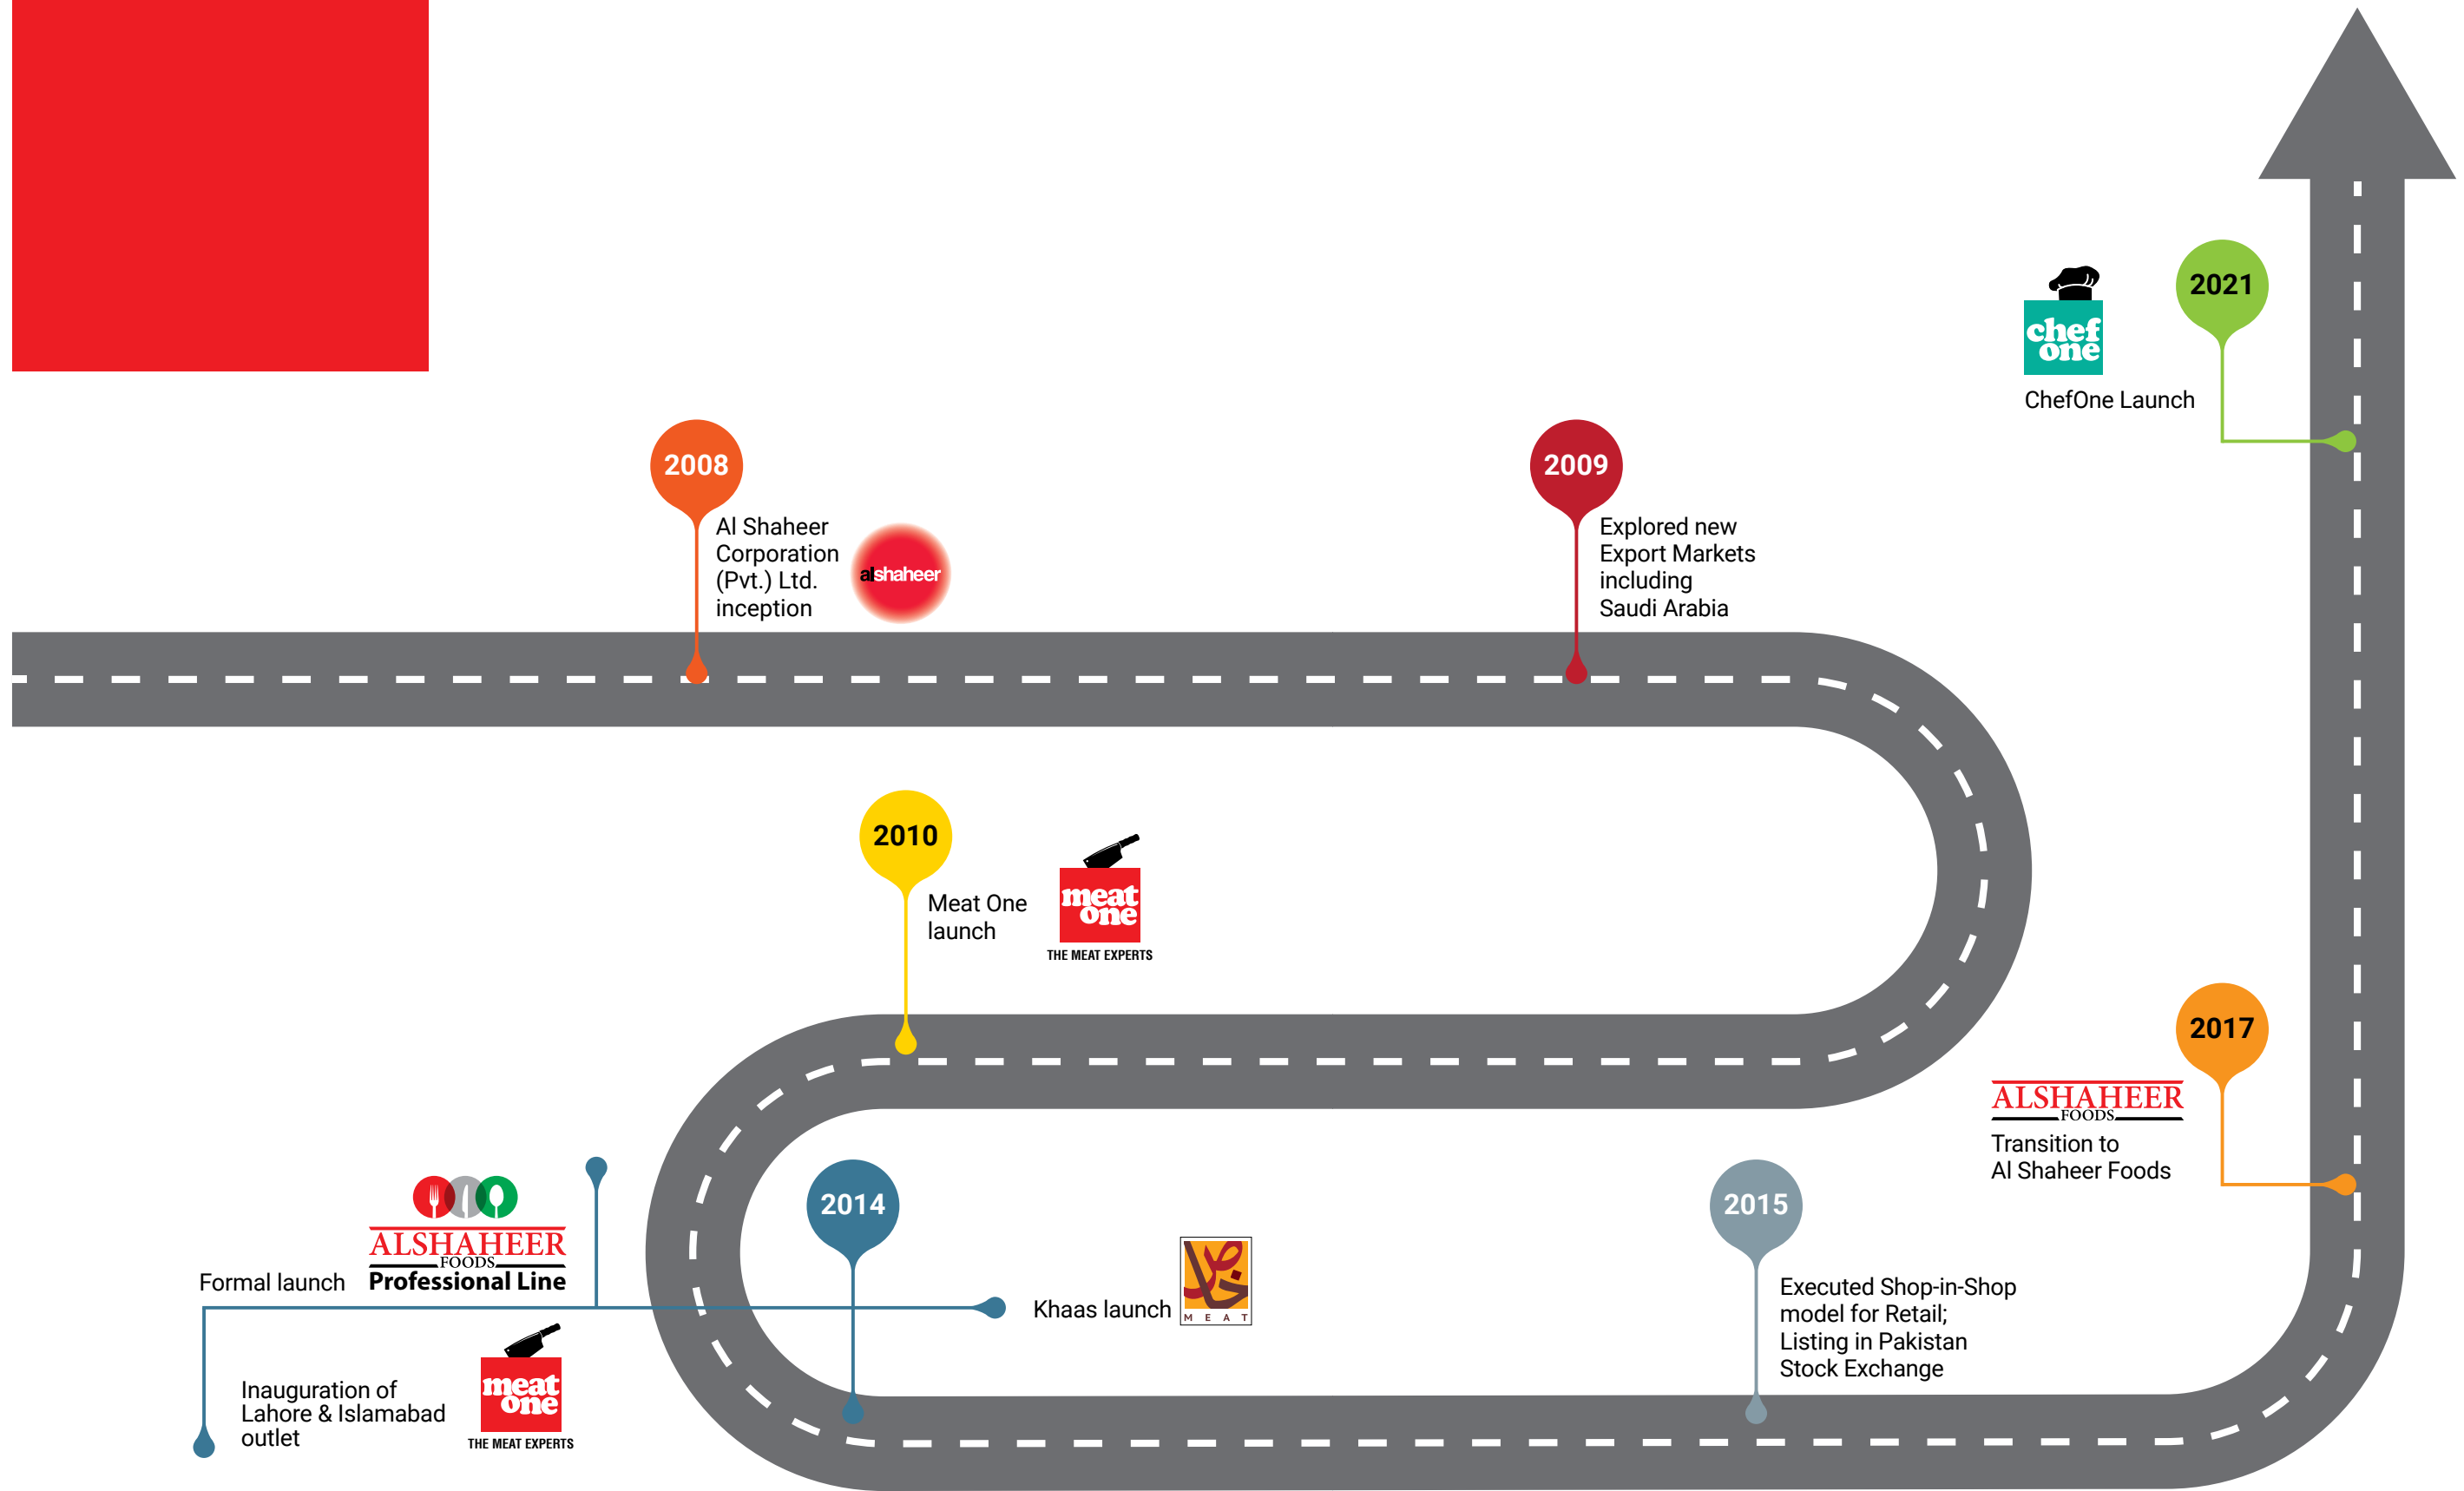 2008
Al Shaheer
Corporation
(Pvt.) Ltd.
inception
alshaheer
2009
Explored new
Export Markets
including
Saudi Arabia
2010
Meat One
launch
meat
one
THE MEAT EXPERTS
2014
Formal launch
ALSHAHEER
FOODS
Professional Line
Inauguration of
Lahore & Islamabad
outlet
meat
one
THE MEAT EXPERTS
Khaas launch
خاص
MEAT
2015
Executed Shop-in-Shop
model for Retail;
Listing in Pakistan
Stock Exchange
2017
ALSHAHEER
FOODS
Transition to
Al Shaheer Foods
2021
chef
one
ChefOne Launch